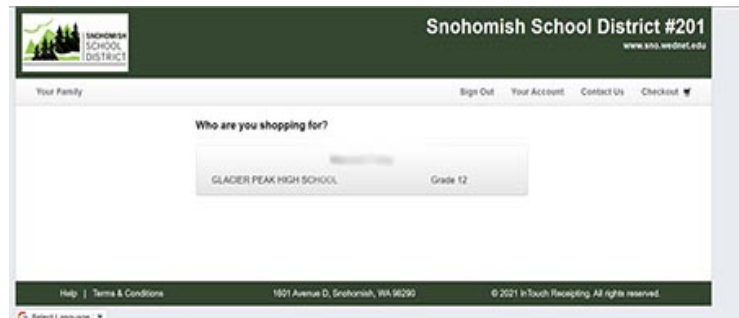 SNOHOMISH
SCHOOL
DISTRICT
Snohomish School District #201
www.sno.wednet.edu
Your Family Sign Out Your Account Contact Us Checkout
Who are you shopping for?
GLACIER PEAK HIGH SCHOOL Grade 12
Help | Terms & Conditions 1601 Avenue D, Snohomish, WA 98290 © 2021 InTouch Receipting. All rights reserved.
Select Language ▼